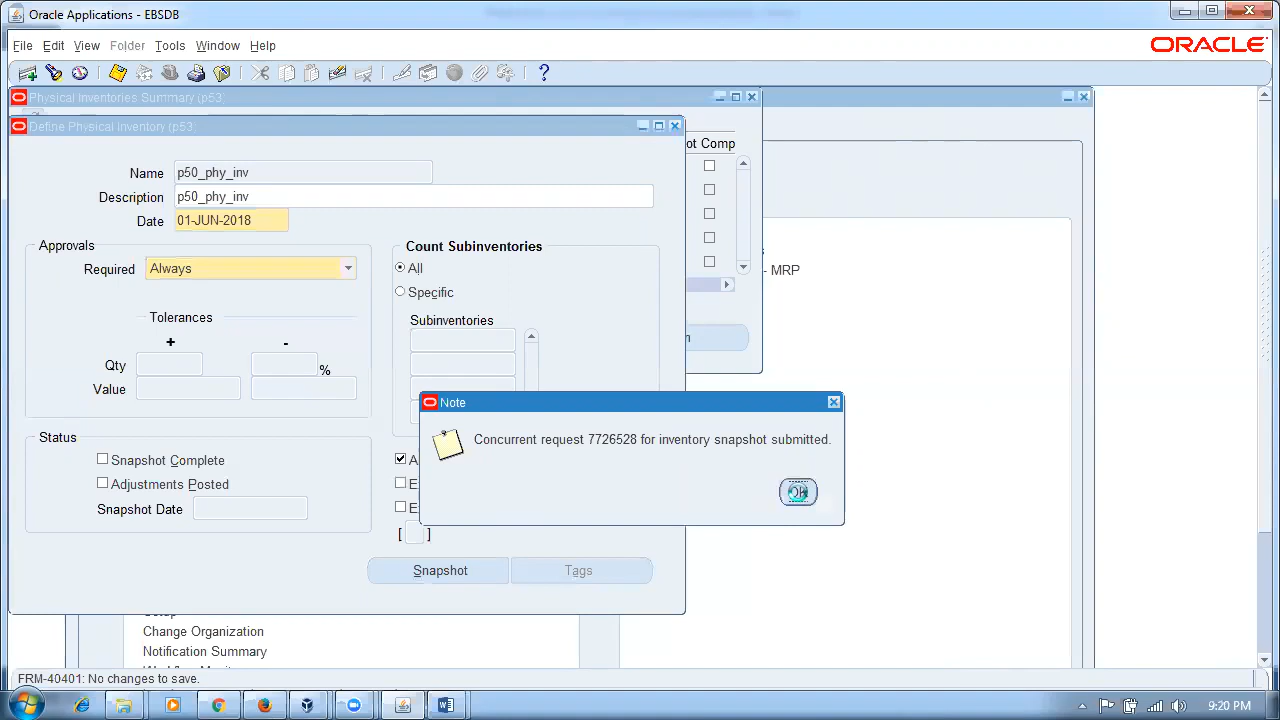 Oracle Applications - EBSDB
File Edit View Folder Tools Window Help
ORACLE
Physical Inventories Summary (p53)
Define Physical Inventory (p53)
ot Comp
Name p50_phy_inv
Description p50_phy_inv
Date 01-JUN-2018
Approvals
Count Subinventories
Required Always
All
- MRP
Specific
Tolerances
Subinventories
+ -
Qty %
Value
Note
Concurrent request 7726528 for inventory snapshot submitted.
OK
Status
Snapshot Complete
A
Adjustments Posted
E
Snapshot Date
E
[ ]
Snapshot Tags
Change Organization
Notification Summary
FRM-40401: No changes to save.
9:20 PM